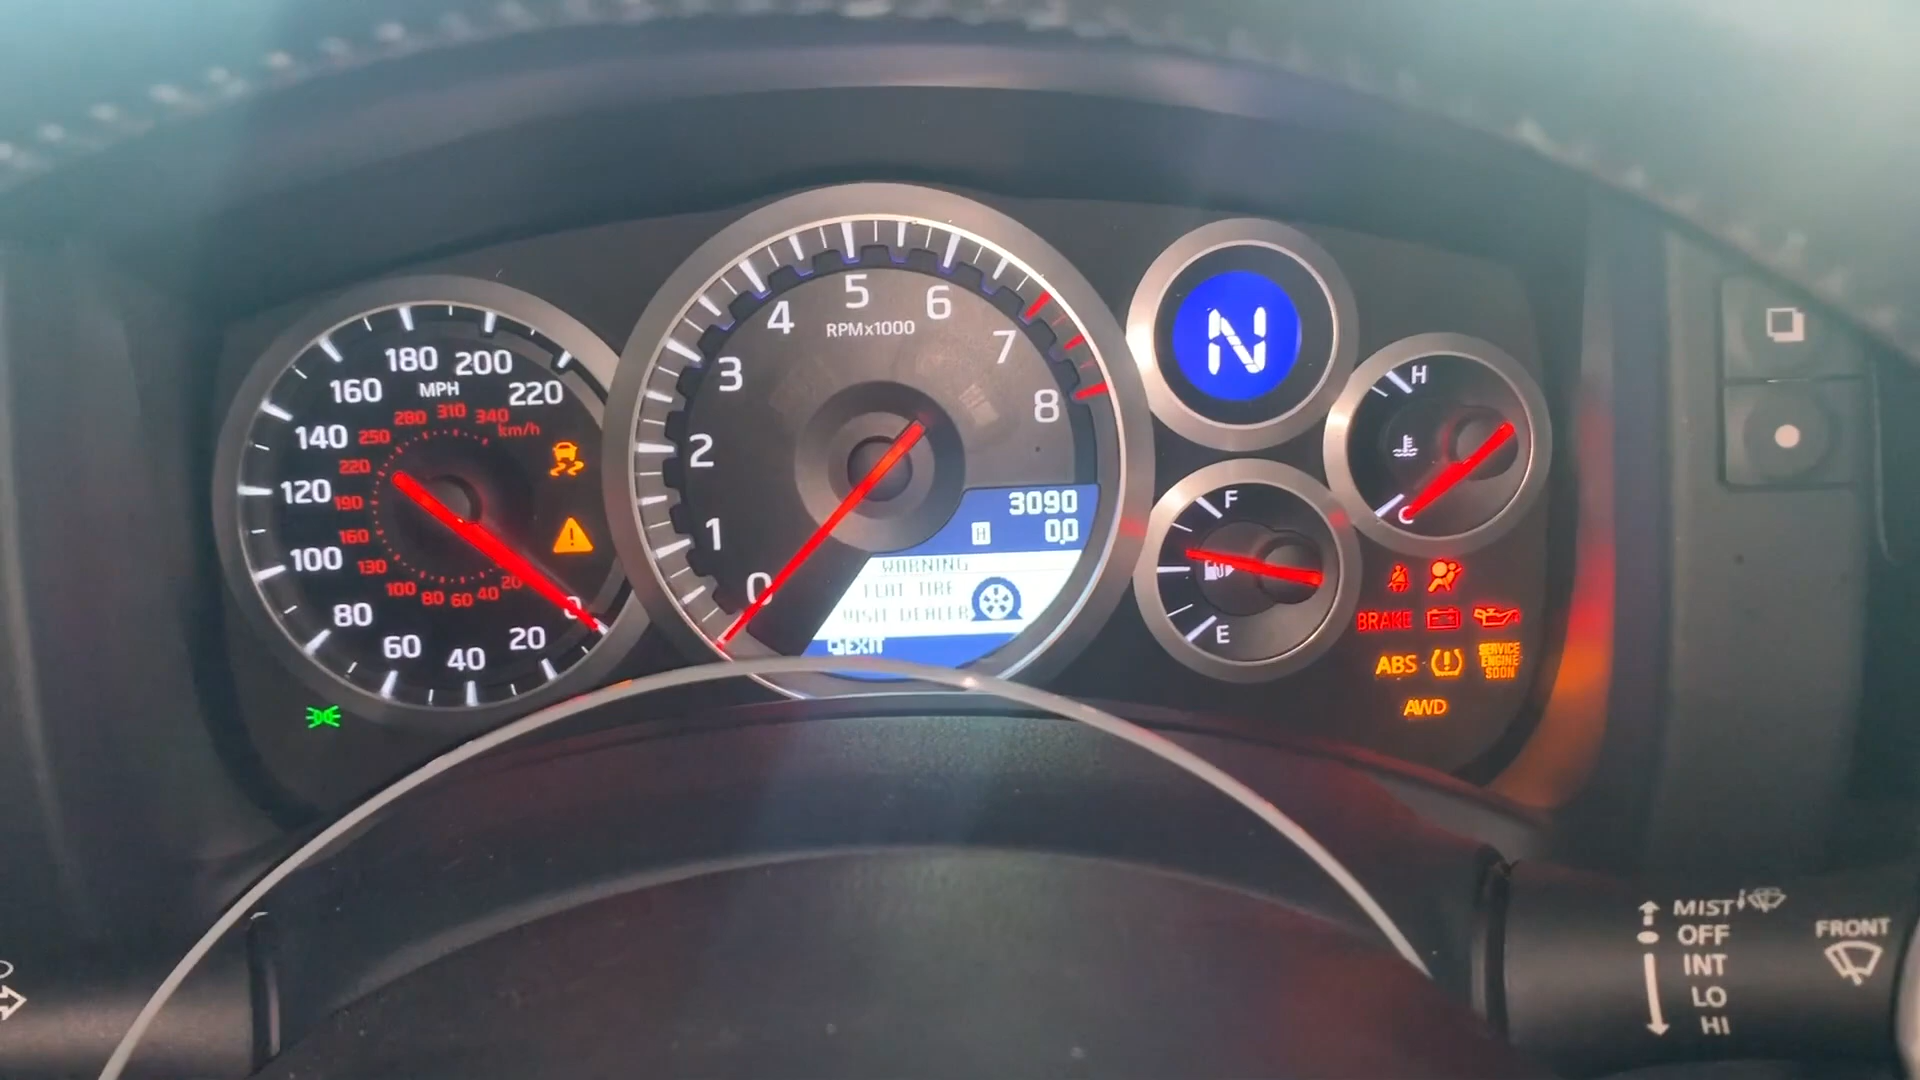 180 200
160 MPH 220
280 310 340
140 250 km/h
220
120 190
160
100 130
100 80 60 40 20
80 0
60 40 20
5
4 6
RPMx1000
3 7
2 8
1
0
3090
H 0.0
WARNING
FLAT TIRE
VISIT DEALER
EXIT
N
H
C
F
E
BRAKE
ABS
SERVICE
ENGINE
SOON
AWD
MIST
OFF
INT
LO
HI
FRONT